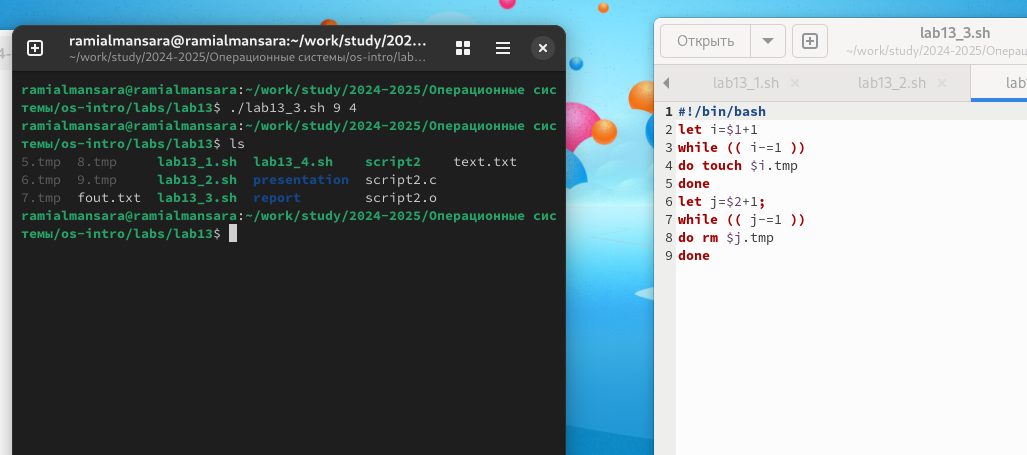 ramialmansara@ramialmansara:~/work/study/202...
~/work/study/2024-2025/Операционные системы/os-intro/lab...
ramialmansara@ramialmansara:~/work/study/2024-2025/Операционные сис
темы/os-intro/labs/lab13$ ./lab13_3.sh 9 4
ramialmansara@ramialmansara:~/work/study/2024-2025/Операционные сис
темы/os-intro/labs/lab13$ ls
5.tmp 8.tmp lab13_1.sh lab13_4.sh script2 text.txt
6.tmp 9.tmp lab13_2.sh presentation script2.c
7.tmp fout.txt lab13_3.sh report script2.o
ramialmansara@ramialmansara:~/work/study/2024-2025/Операционные сис
темы/os-intro/labs/lab13$
Открыть
lab13_3.sh
~/work/study/2024-2025/Операц
lab13_1.sh × lab13_2.sh × lab
1 #!/bin/bash
2 let i=$1+1
3 while (( i-=1 ))
4 do touch $i.tmp
5 done
6 let j=$2+1;
7 while (( j-=1 ))
8 do rm $j.tmp
9 done